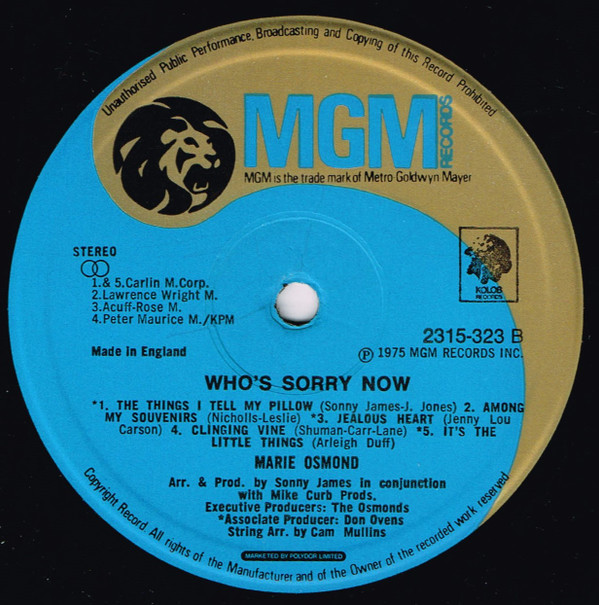 Unauthorised Public Performance, Broadcasting and Copying of this Record Prohibited
MGM
RECORDS
MGM is the trade mark of Metro Goldwyn Mayer
STEREO
1.& 5.Carlin M.Corp.
2.Lawrence Wright M.
3.Acuff-Rose M.
4.Peter Maurice M./KPM
KOLOB
RECORDS
2315-323 B
Made in England
Ⓟ 1975 MGM RECORDS INC.
WHO'S SORRY NOW
*1. THE THINGS I TELL MY PILLOW (Sonny James-J. Jones) 2. AMONG
MY SOUVENIRS (Nicholls-Leslie) *3. JEALOUS HEART (Jenny Lou
Carson) 4. CLINGING VINE (Shuman-Carr-Lane) *5. IT'S THE
LITTLE THINGS (Arleigh Duff)
MARIE OSMOND
Arr. & Prod. by Sonny James in conjunction
with Mike Curb Prods.
Executive Producers: The Osmonds
*Associate Producer: Don Ovens
String Arr. by Cam Mullins
MARKETED BY POLYDOR LIMITED
Copyright Record All rights of the Manufacturer and of the Owner of the recorded work reserved